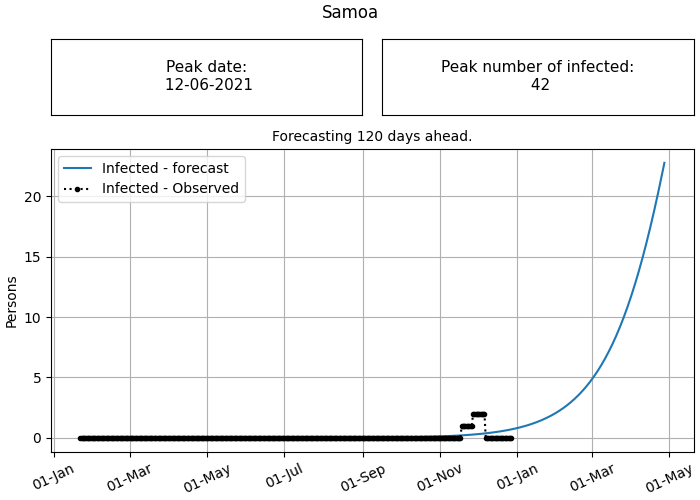 Samoa
Peak date:
12-06-2021
Peak number of infected:
42
Forecasting 120 days ahead.
Infected - forecast
Infected - Observed
Persons
20
15
10
5
0
01-Jan
01-Mar
01-May
01-Jul
01-Sep
01-Nov
01-Jan
01-Mar
01-May